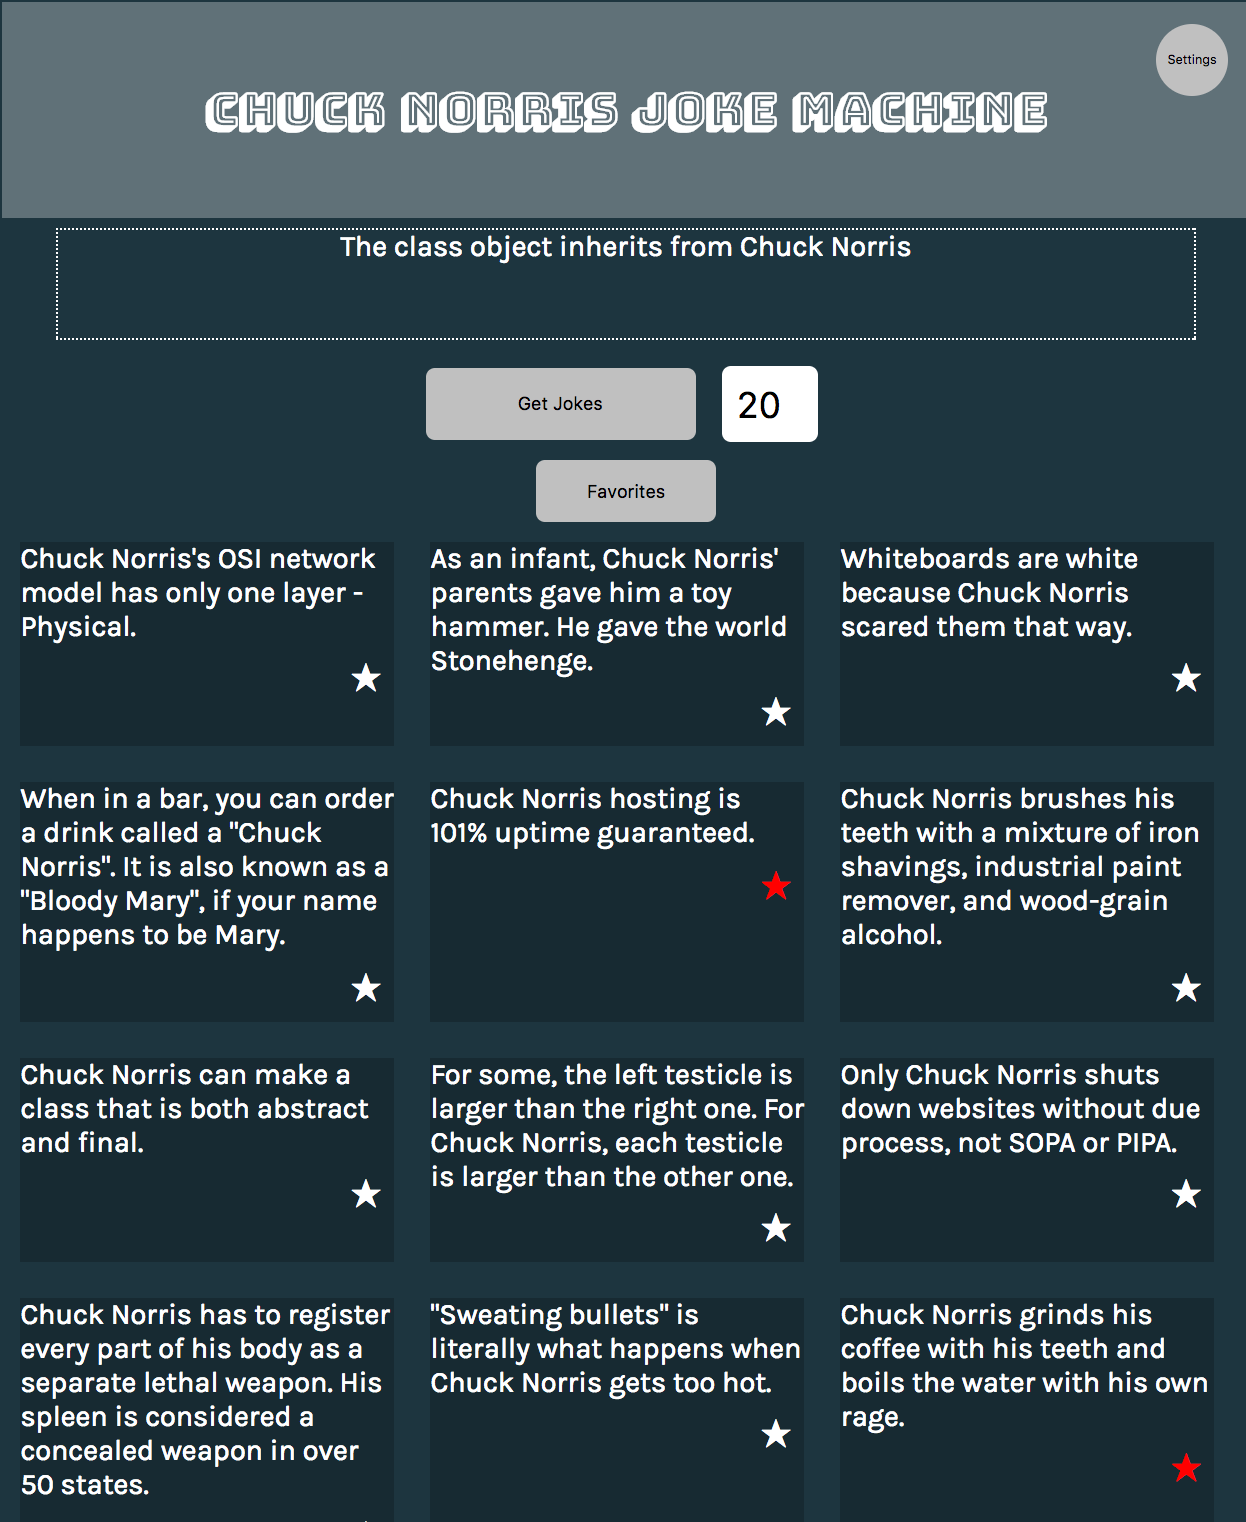 Settings
CHUCK NORRIS JOKE MACHINE
The class object inherits from Chuck Norris
Get Jokes
20
Favorites
Chuck Norris's OSI network
model has only one layer -
Physical.
As an infant, Chuck Norris'
parents gave him a toy
hammer. He gave the world
Stonehenge.
Whiteboards are white
because Chuck Norris
scared them that way.
When in a bar, you can order
a drink called a "Chuck
Norris". It is also known as a
"Bloody Mary", if your name
happens to be Mary.
Chuck Norris hosting is
101% uptime guaranteed.
Chuck Norris brushes his
teeth with a mixture of iron
shavings, industrial paint
remover, and wood-grain
alcohol.
Chuck Norris can make a
class that is both abstract
and final.
For some, the left testicle is
larger than the right one. For
Chuck Norris, each testicle
is larger than the other one.
Only Chuck Norris shuts
down websites without due
process, not SOPA or PIPA.
Chuck Norris has to register
every part of his body as a
separate lethal weapon. His
spleen is considered a
concealed weapon in over
50 states.
"Sweating bullets" is
literally what happens when
Chuck Norris gets too hot.
Chuck Norris grinds his
coffee with his teeth and
boils the water with his own
rage.